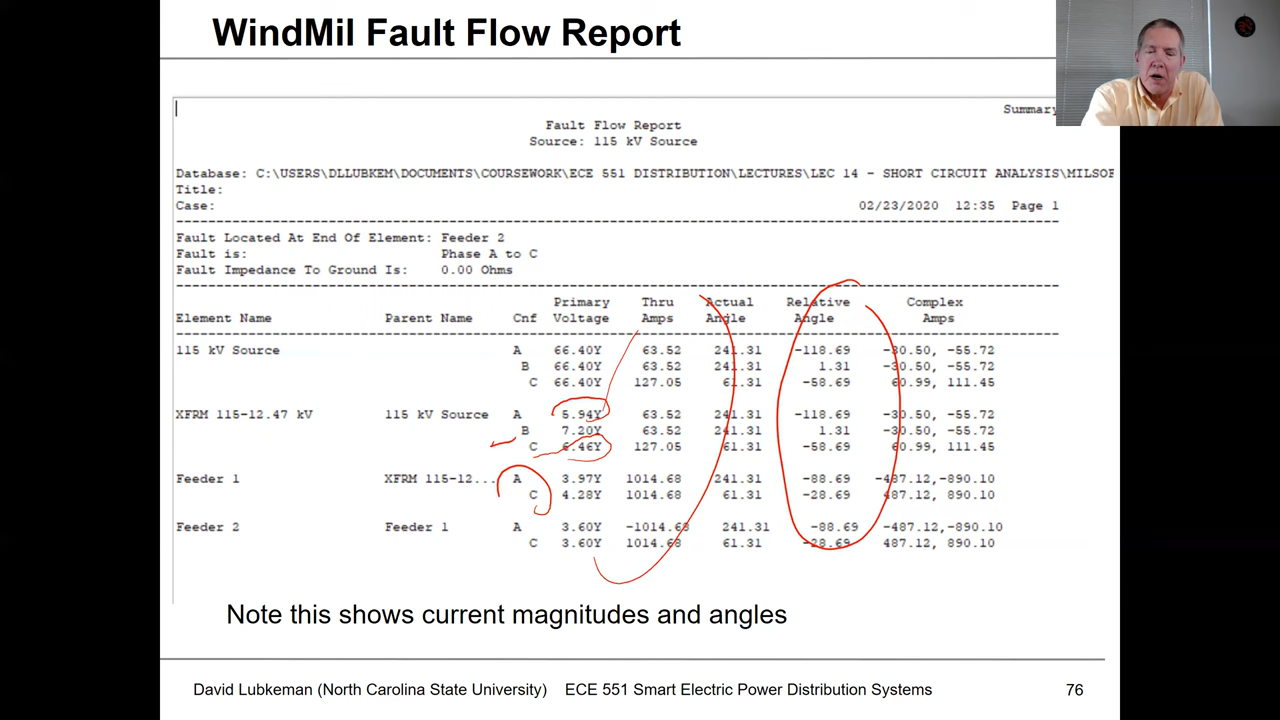 WindMil Fault Flow Report
Summary
Fault Flow Report
Source: 115 kV Source
Database: C:\USERS\DLLUBKEM\DOCUMENTS\COURSEWORK\ECE 551 DISTRIBUTION\LECTURES\LEC 14 - SHORT CIRCUIT ANALYSIS\MILSOF
Title:
Case: 02/23/2020 12:35 Page 1
Fault Located At End Of Element: Feeder 2
Fault is: Phase A to C
Fault Impedance To Ground Is: 0.00 Ohms
Primary Thru Actual Relative Complex
Element Name Parent Name Cnf Voltage Amps Angle Angle Amps
115 kV Source A 66.40Y 63.52 241.31 -118.69 -30.50, -55.72
B 66.40Y 63.52 241.31 1.31 -30.50, -55.72
C 66.40Y 127.05 61.31 -58.69 60.99, 111.45
XFRM 115-12.47 kV 115 kV Source A 5.94Y 63.52 241.31 -118.69 -30.50, -55.72
B 7.20Y 63.52 241.31 1.31 -30.50, -55.72
C 6.46Y 127.05 61.31 -58.69 60.99, 111.45
Feeder 1 XFRM 115-12... A 3.97Y 1014.68 241.31 -88.69 -487.12,-890.10
C 4.28Y 1014.68 61.31 -28.69 487.12, 890.10
Feeder 2 Feeder 1 A 3.60Y -1014.68 241.31 -88.69 -487.12,-890.10
C 3.60Y 1014.68 61.31 -28.69 487.12, 890.10
Note this shows current magnitudes and angles
David Lubkeman (North Carolina State University) ECE 551 Smart Electric Power Distribution Systems 76